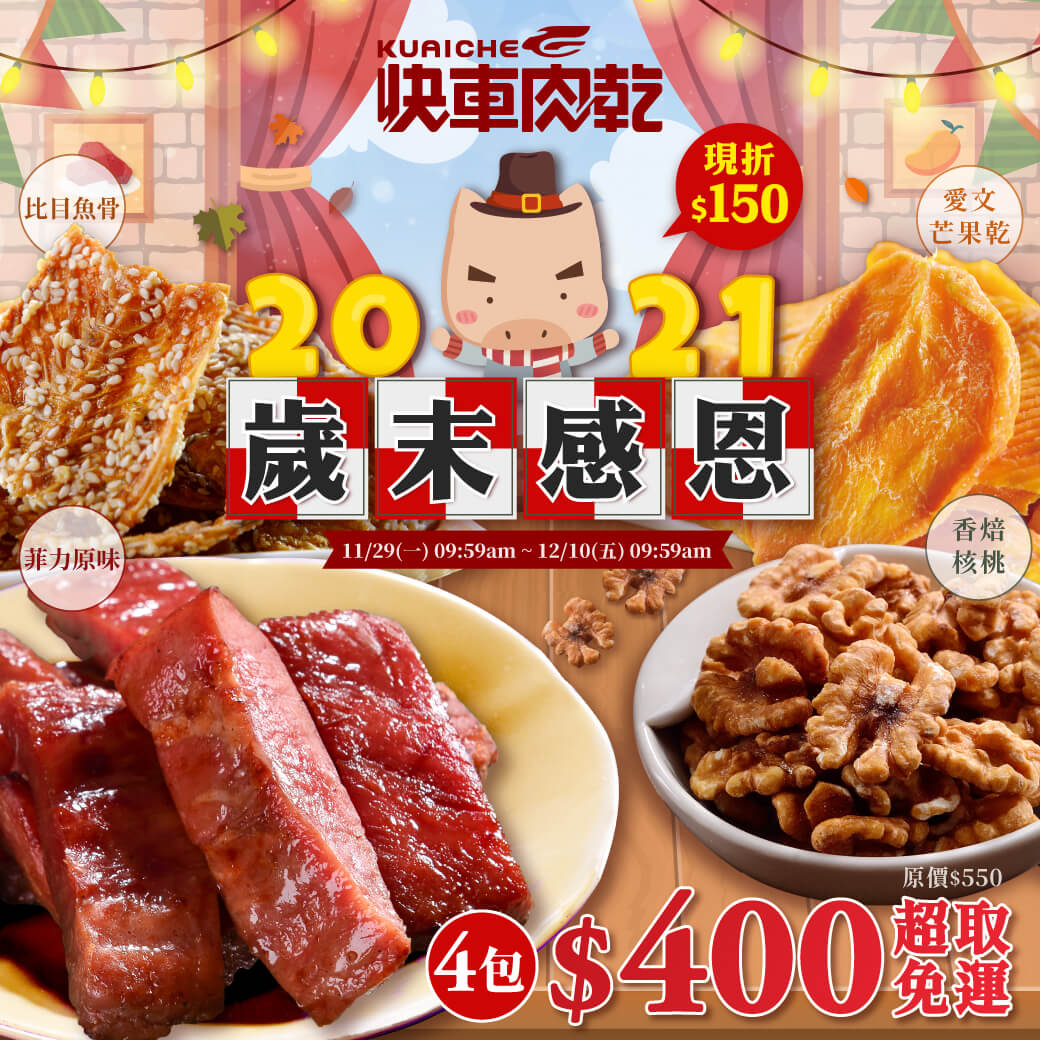 KUAICHE
快車肉乾
現折
$150
比目魚骨
愛文
芒果乾
2021
歲末感恩
11/29(一) 09:59am ~ 12/10(五) 09:59am
菲力原味
香焙
核桃
原價$550
4包 $400 超取
免運